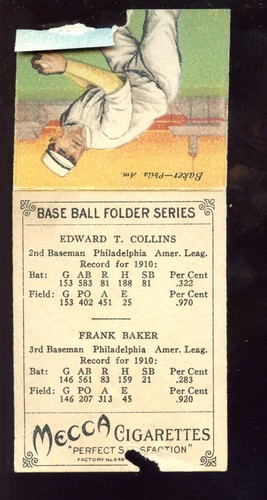 Baker—Phila Am.
BASE BALL FOLDER SERIES
EDWARD T. COLLINS
2nd Baseman Philadelphia Amer. Leag.
Record for 1910:
Bat: G AB R H SB Per Cent
153 583 81 188 81 .322
Field: G PO A E Per Cent
153 402 451 25 .970
FRANK BAKER
3rd Baseman Philadelphia Amer. Leag.
Record for 1910:
Bat: G AB R H SB Per Cent
146 561 83 159 21 .283
Field: G PO A E Per Cent
146 207 313 45 .920
MECCA CIGARETTES
"PERFECT SATISFACTION"
FACTORY No. 649